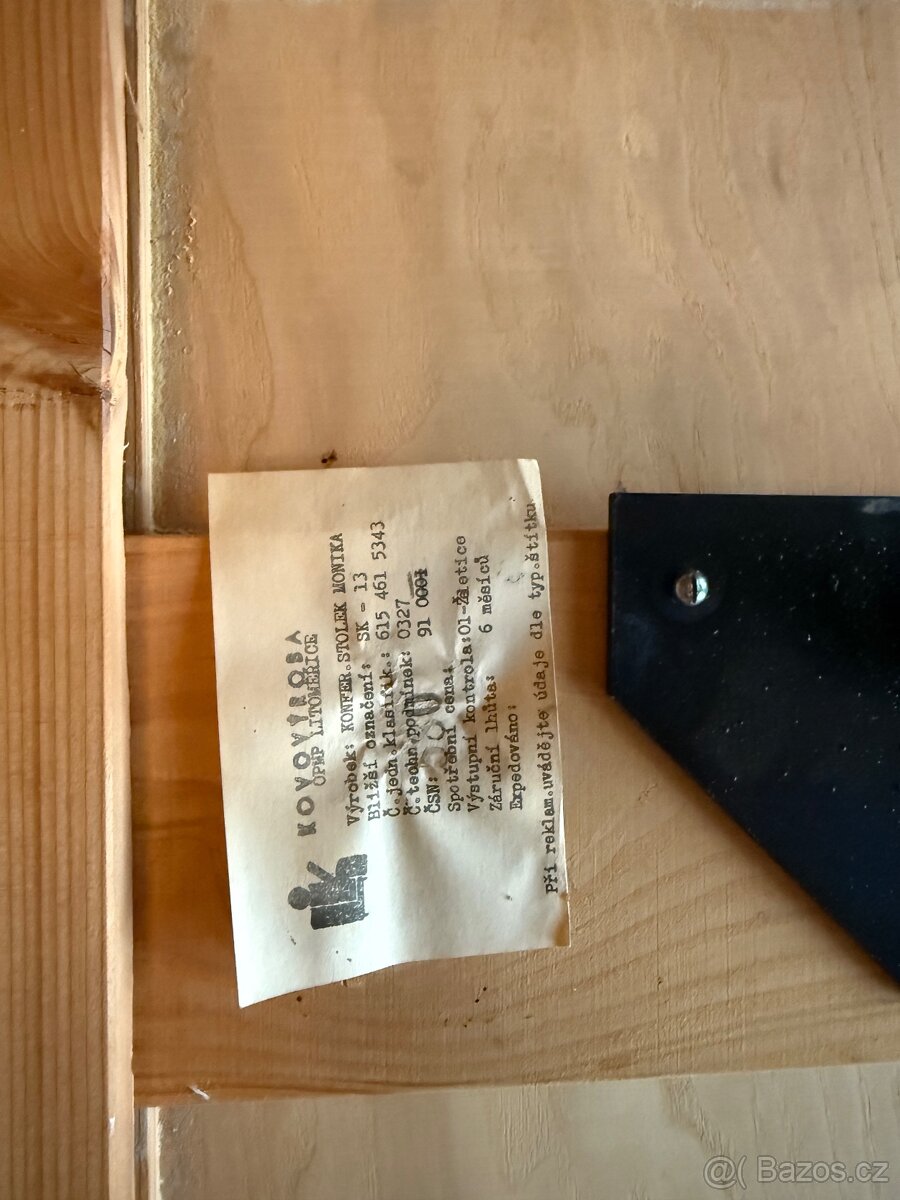 KOVOVÝROBA
OPMP LITOMĚŘICE
Výrobek: KONFER.STOLEK MONIKA
Bližší označení: SK - 13
Č.jedn.klasifik.: 615 461 5343
Č.techn.podmínek: 0327
ČSN: 91 0001
Spotřební cena:
Výstupní kontrola:01-Žaletice
Záruční lhůta: 6 měsíců
Expedováno:
Při reklam.uvádějte údaje dle typ.štítku
Bazos.cz